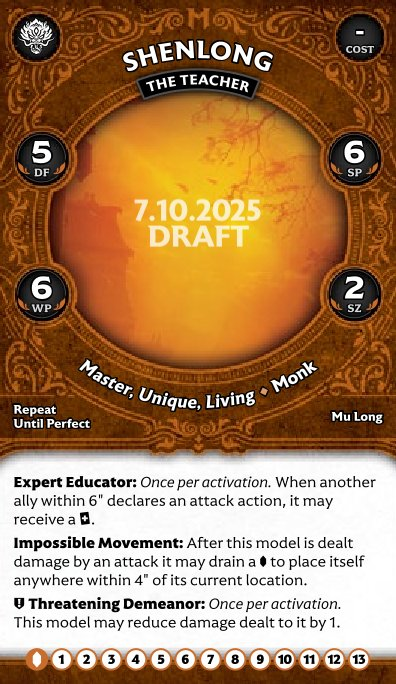 -
COST
SHENLONG
THE TEACHER
5
DF
6
SP
7.10.2025
DRAFT
6
WP
2
SZ
Master, Unique, Living ⬥ Monk
Repeat
Until Perfect
Mu Long
Expert Educator: Once per activation. When another
ally within 6" declares an attack action, it may
receive a .
Impossible Movement: After this model is dealt
damage by an attack it may drain a to place itself
anywhere within 4" of its current location.
Threatening Demeanor: Once per activation.
This model may reduce damage dealt to it by 1.
1 2 3 4 5 6 7 8 9 10 11 12 13